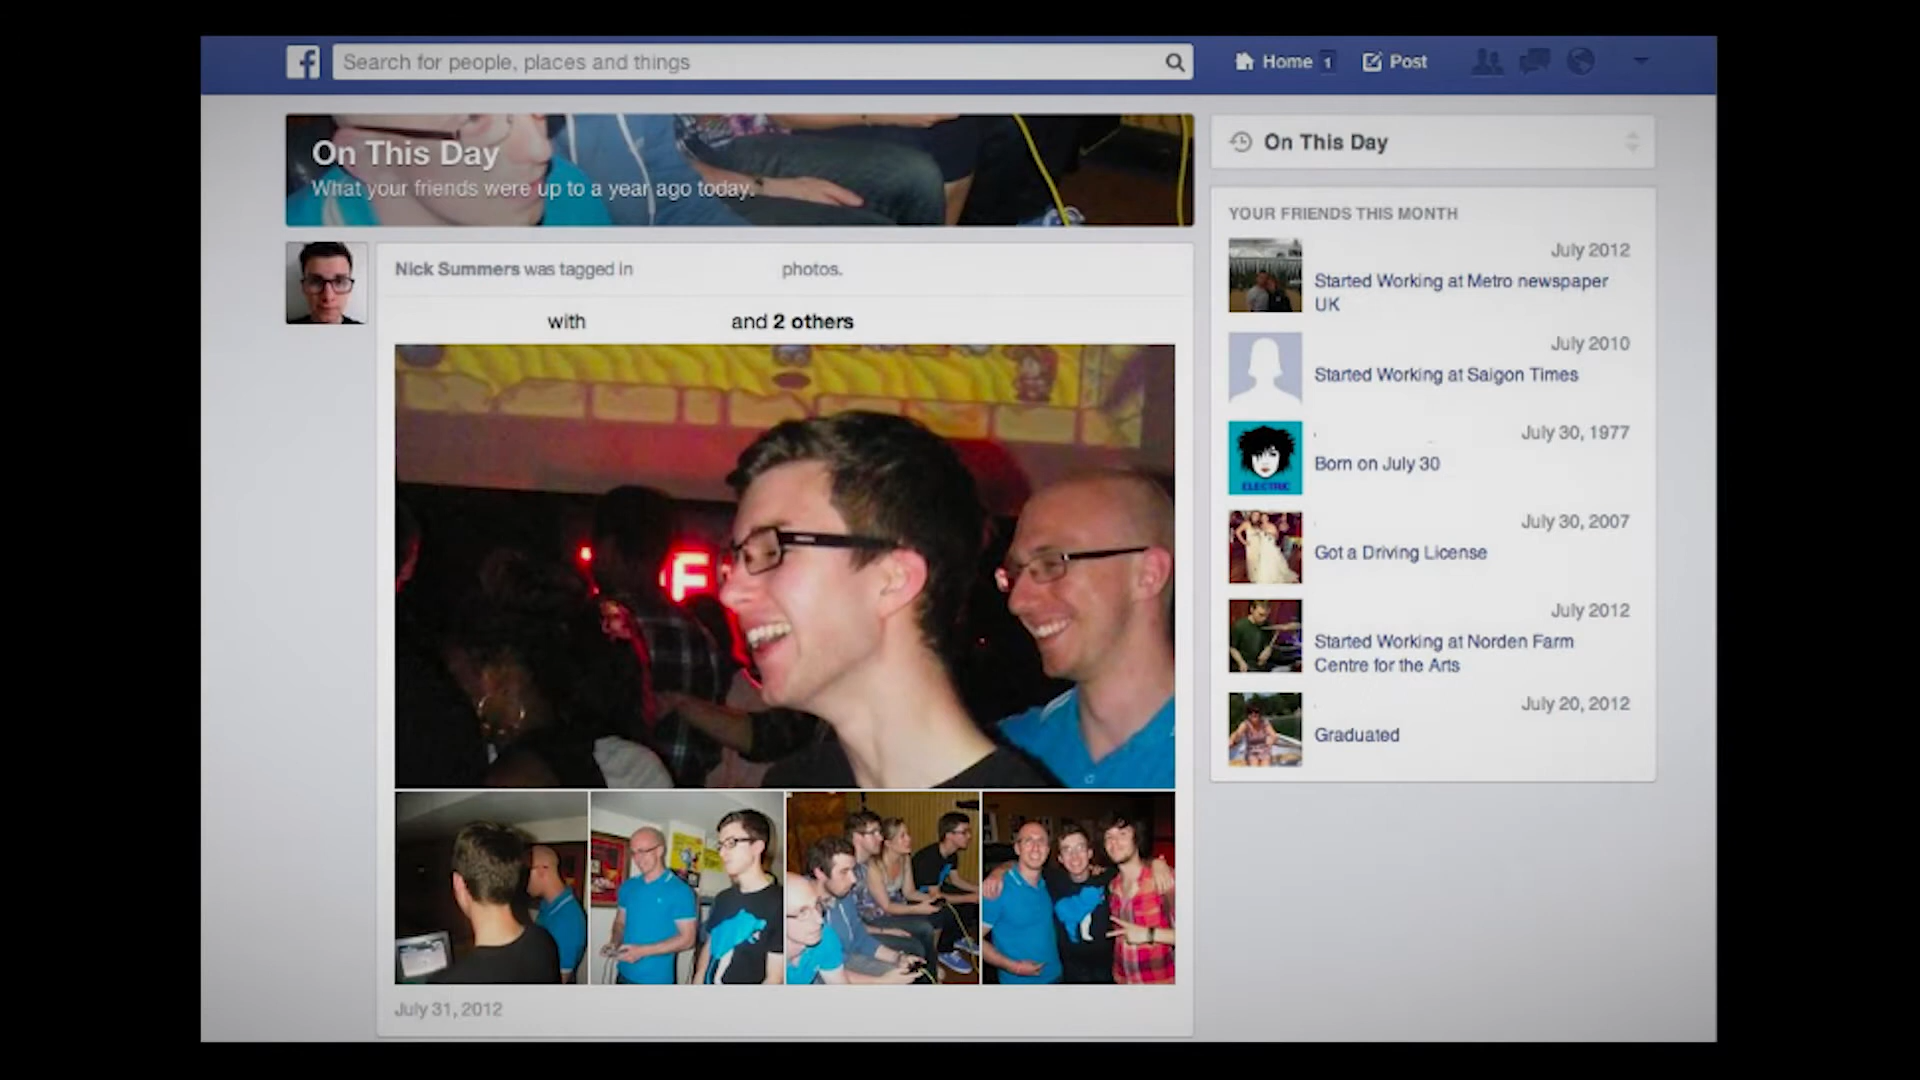 f
Search for people, places and things
Home 1
Post
On This Day
What your friends were up to a year ago today.
On This Day
YOUR FRIENDS THIS MONTH
Nick Summers was tagged in photos.
with and 2 others
F
July 31, 2012
July 2012
Started Working at Metro newspaper
UK
July 2010
Started Working at Saigon Times
July 30, 1977
Born on July 30
ELECTRIC
July 30, 2007
Got a Driving License
July 2012
Started Working at Norden Farm
Centre for the Arts
July 20, 2012
Graduated